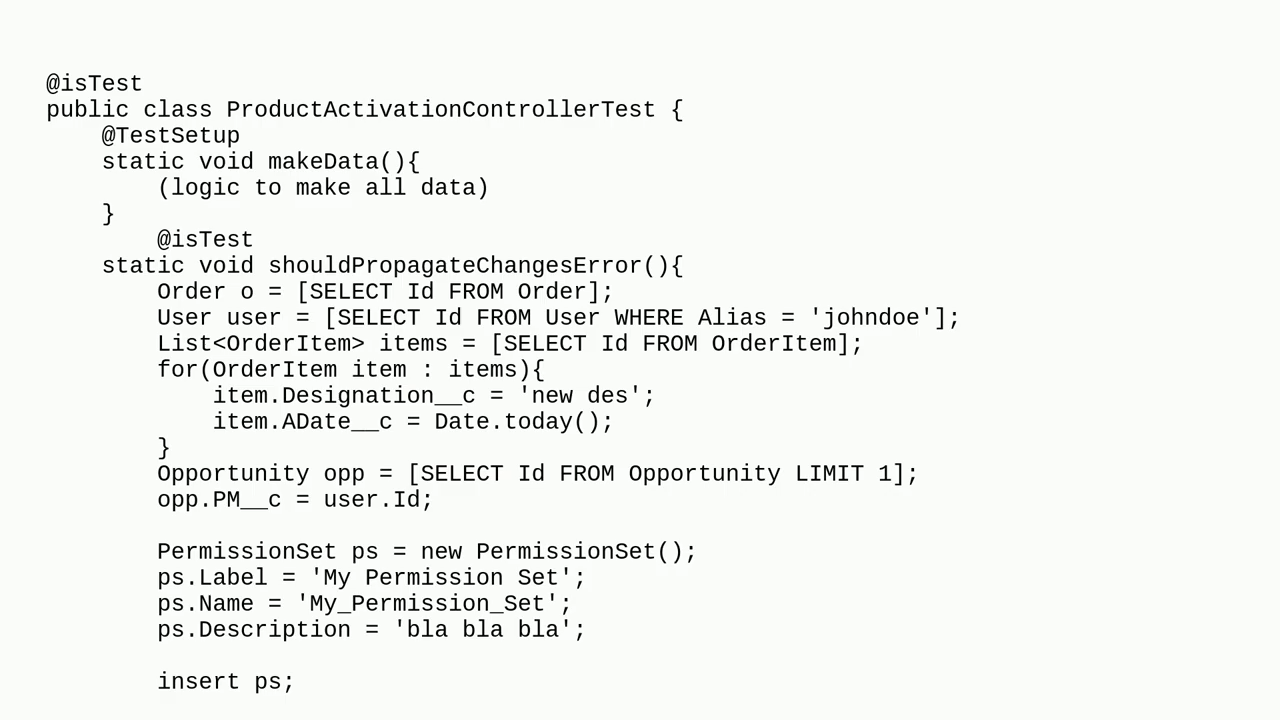 @isTest
public class ProductActivationControllerTest {
    @TestSetup
    static void makeData(){
        (logic to make all data)
    }
        @isTest
    static void shouldPropagateChangesError(){
        Order o = [SELECT Id FROM Order];
        User user = [SELECT Id FROM User WHERE Alias = 'johndoe'];
        List<OrderItem> items = [SELECT Id FROM OrderItem];
        for(OrderItem item : items){
            item.Designation__c = 'new des';
            item.ADate__c = Date.today();
        }
        Opportunity opp = [SELECT Id FROM Opportunity LIMIT 1];
        opp.PM__c = user.Id;

        PermissionSet ps = new PermissionSet();
        ps.Label = 'My Permission Set';
        ps.Name = 'My_Permission_Set';
        ps.Description = 'bla bla bla';

        insert ps;